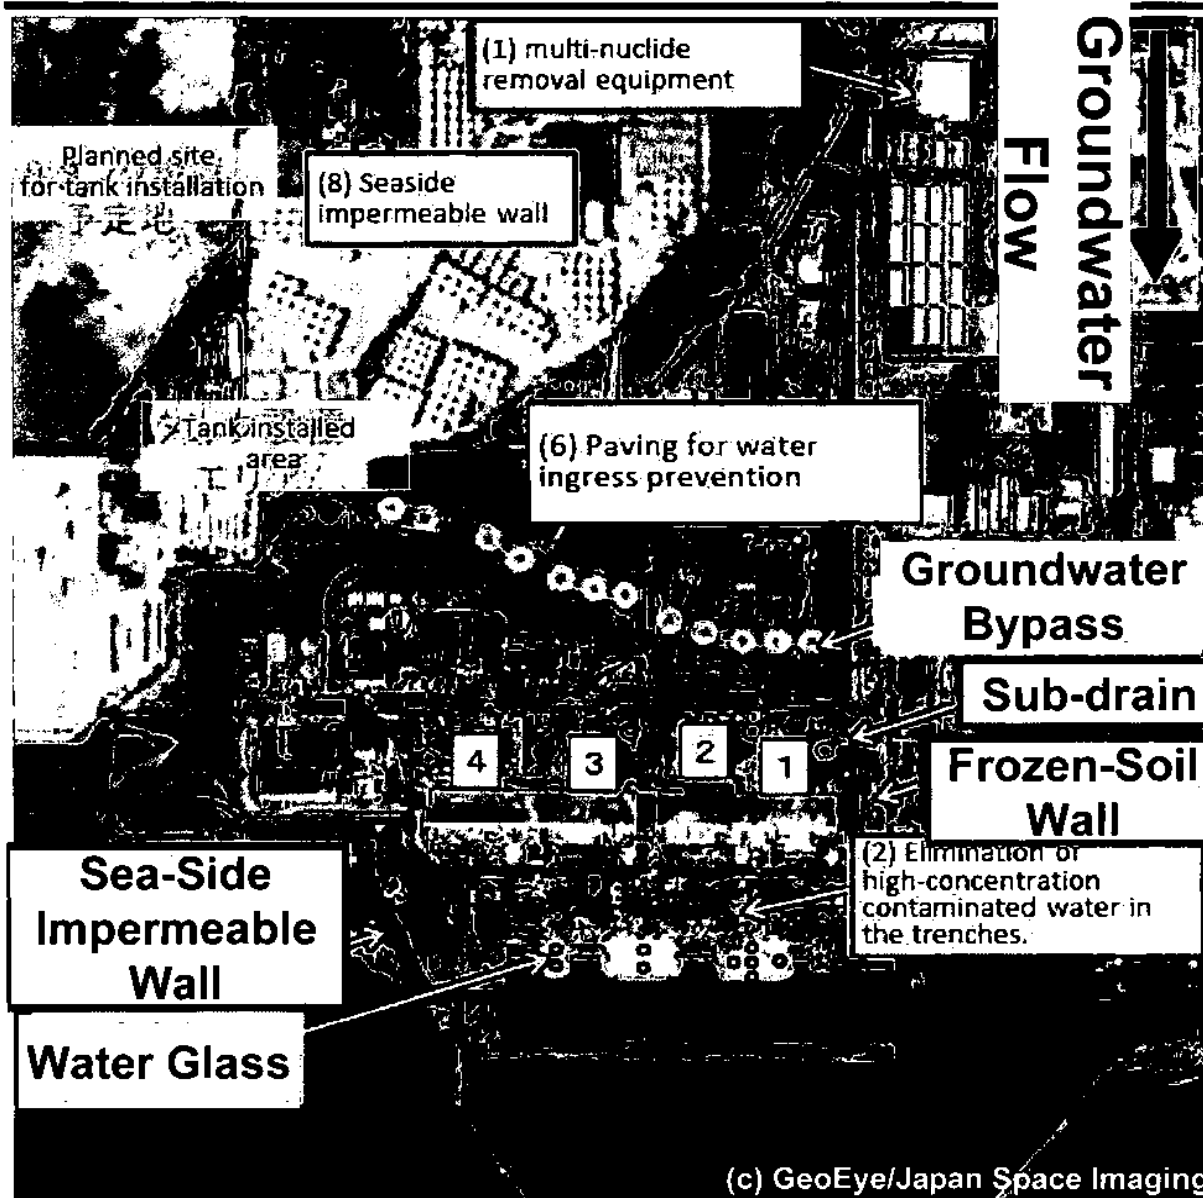 (1) multi-nuclide
removal equipment
Groundwater
Flow
Planned site
for tank installation
予定地
(8) Seaside
impermeable wall
Tank installed
area
(6) Paving for water
ingress prevention
Groundwater
Bypass
Sub-drain
4
3
2
1
Frozen-Soil
Wall
(2) Elimination of
high-concentration
contaminated water in
the trenches.
Sea-Side
Impermeable
Wall
Water Glass
(c) GeoEye/Japan Space Imaging